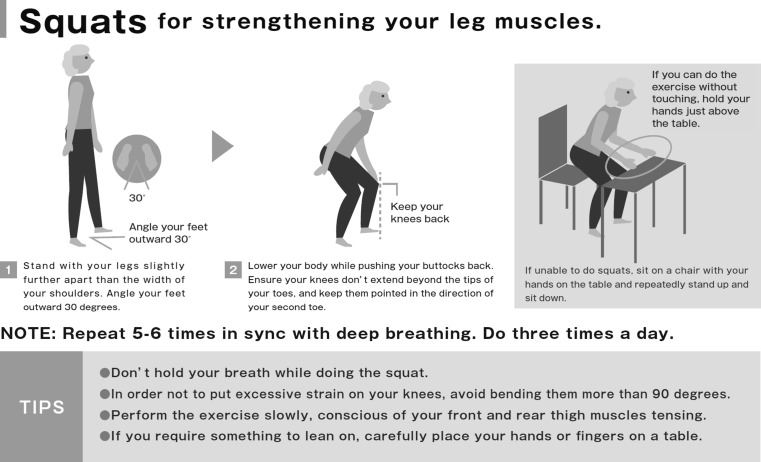 Squats for strengthening your leg muscles.
30°
Angle your feet
outward 30°
Keep your
knees back
If you can do the
exercise without
touching, hold your
hands just above
the table.
1 Stand with your legs slightly
further apart than the width of
your shoulders. Angle your feet
outward 30 degrees.
2 Lower your body while pushing your buttocks back.
Ensure your knees don't extend beyond the tips of
your toes, and keep them pointed in the direction of
your second toe.
If unable to do squats, sit on a chair with your
hands on the table and repeatedly stand up and
sit down.
NOTE: Repeat 5-6 times in sync with deep breathing. Do three times a day.
TIPS
●Don't hold your breath while doing the squat.
●In order not to put excessive strain on your knees, avoid bending them more than 90 degrees.
●Perform the exercise slowly, conscious of your front and rear thigh muscles tensing.
●If you require something to lean on, carefully place your hands or fingers on a table.